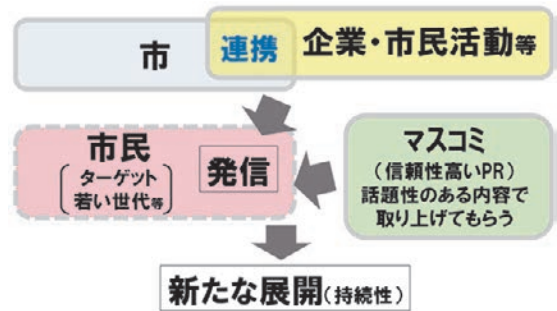 市
連携
企業・市民活動等
市民
ターゲット
若い世代等
発信
マスコミ
(信頼性高いPR)
話題性のある内容で
取り上げてもらう
新たな展開(持続性)